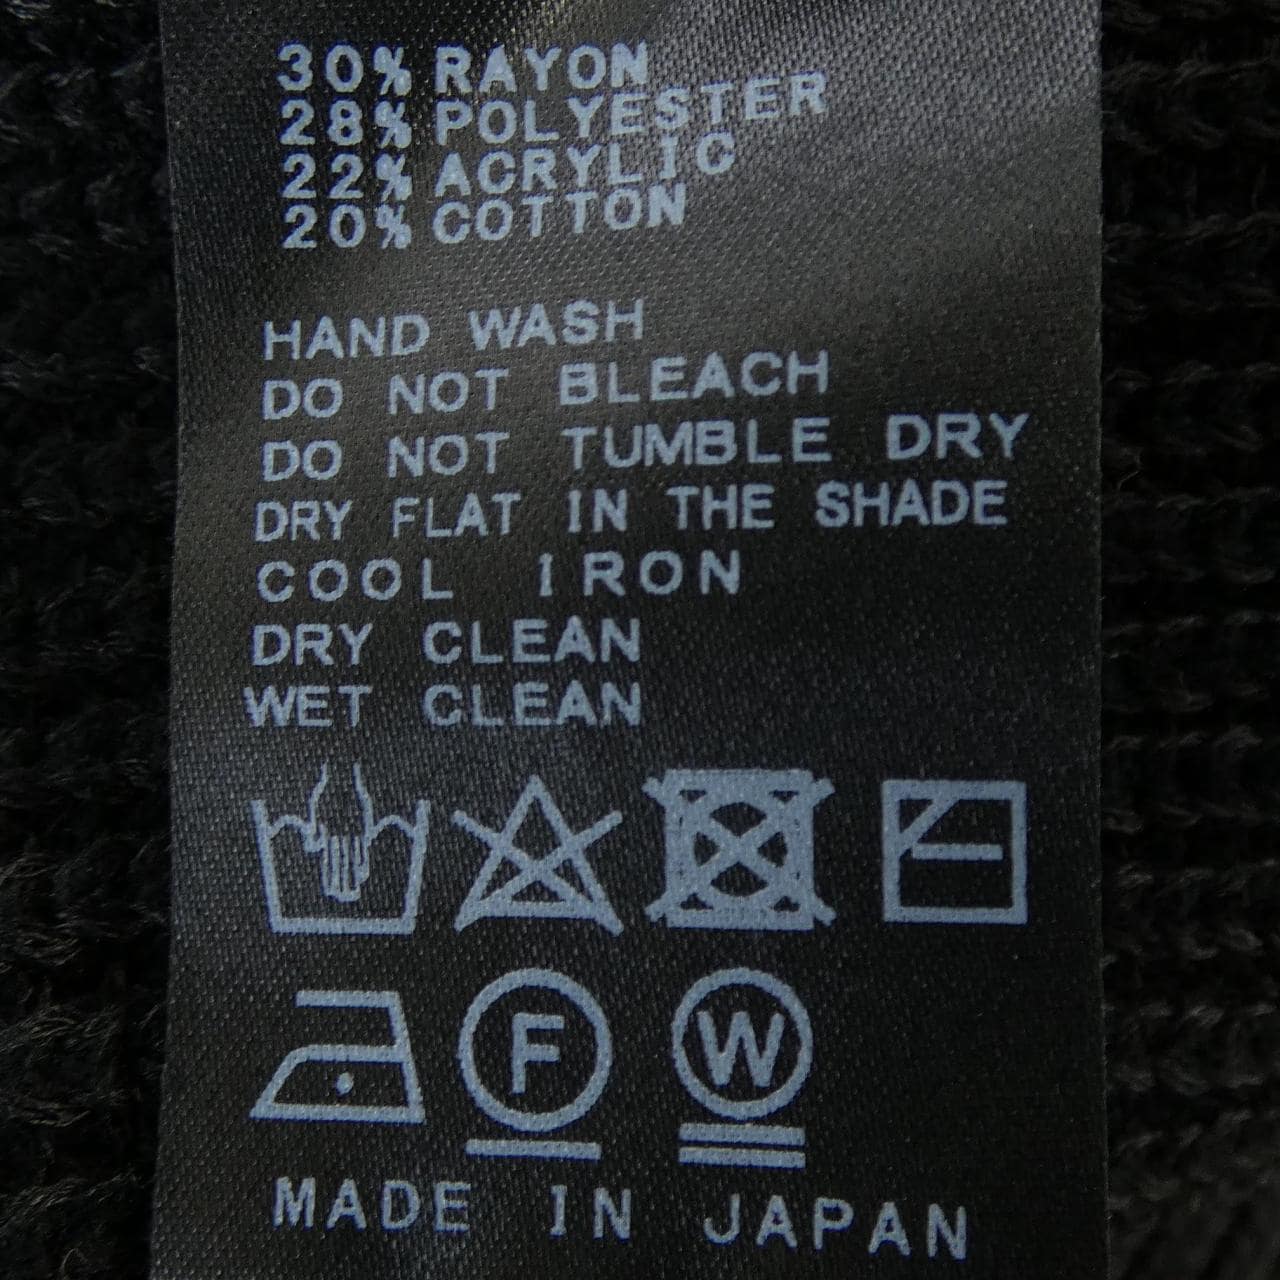 30% RAYON
28% POLYESTER
22% ACRYLIC
20% COTTON
HAND WASH
DO NOT BLEACH
DO NOT TUMBLE DRY
DRY FLAT IN THE SHADE
COOL IRON
DRY CLEAN
WET CLEAN
F W
MADE IN JAPAN